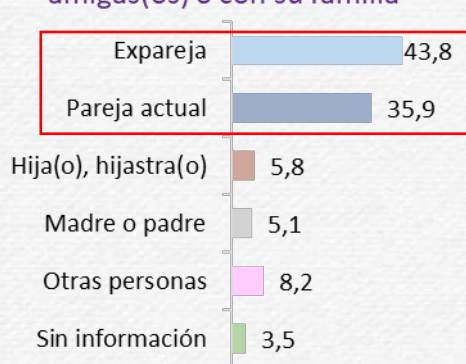 amigas(os) o con su familia
Expareja 43,8
Pareja actual 35,9
Hija(o), hijastra(o) 5,8
Madre o padre 5,1
Otras personas 8,2
Sin información 3,5